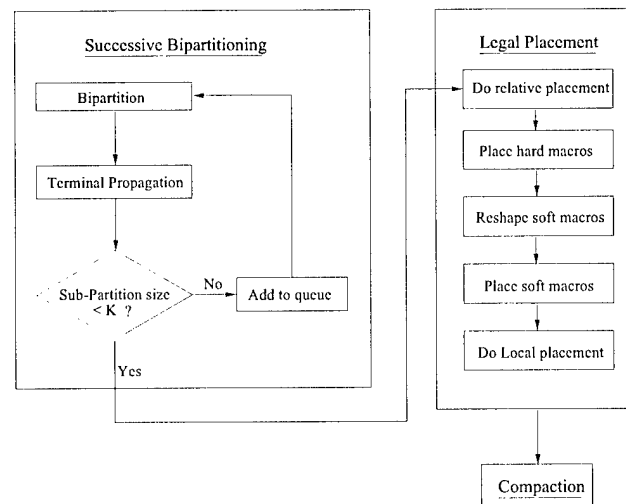 Successive Bipartitioning
Bipartition
Terminal Propagation
Sub-Partition size
< K ?
No
Add to queue
Yes
Legal Placement
Do relative placement
Place hard macros
Reshape soft macros
Place soft macros
Do Local placement
Compaction